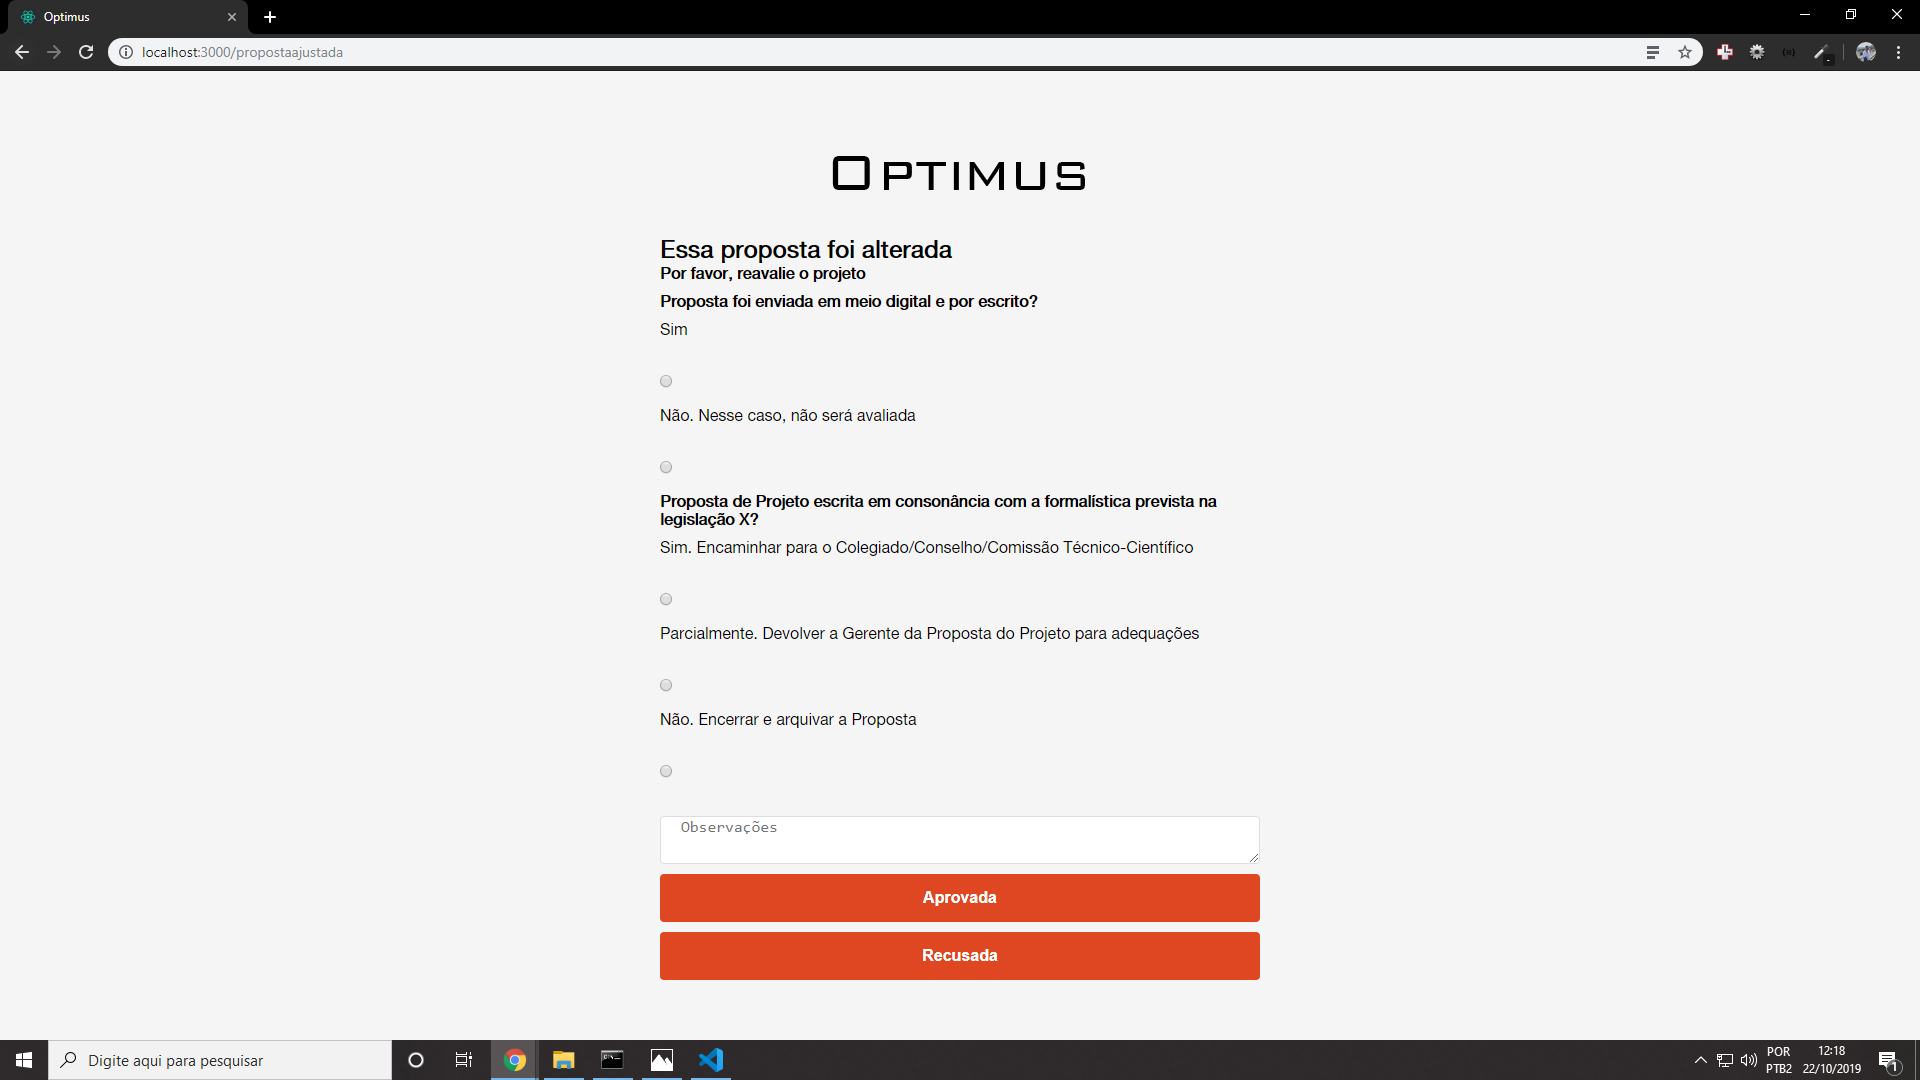 Optimus
localhost:3000/propostaajustada
OPTIMUS
Essa proposta foi alterada
Por favor, reavalie o projeto
Proposta foi enviada em meio digital e por escrito?
Sim
Não. Nesse caso, não será avaliada
Proposta de Projeto escrita em consonância com a formalística prevista na
legislação X?
Sim. Encaminhar para o Colegiado/Conselho/Comissão Técnico-Científico
Parcialmente. Devolver a Gerente da Proposta do Projeto para adequações
Não. Encerrar e arquivar a Proposta
Observações
Aprovada
Recusada
Digite aqui para pesquisar
POR
PTB2
12:18
22/10/2019
1